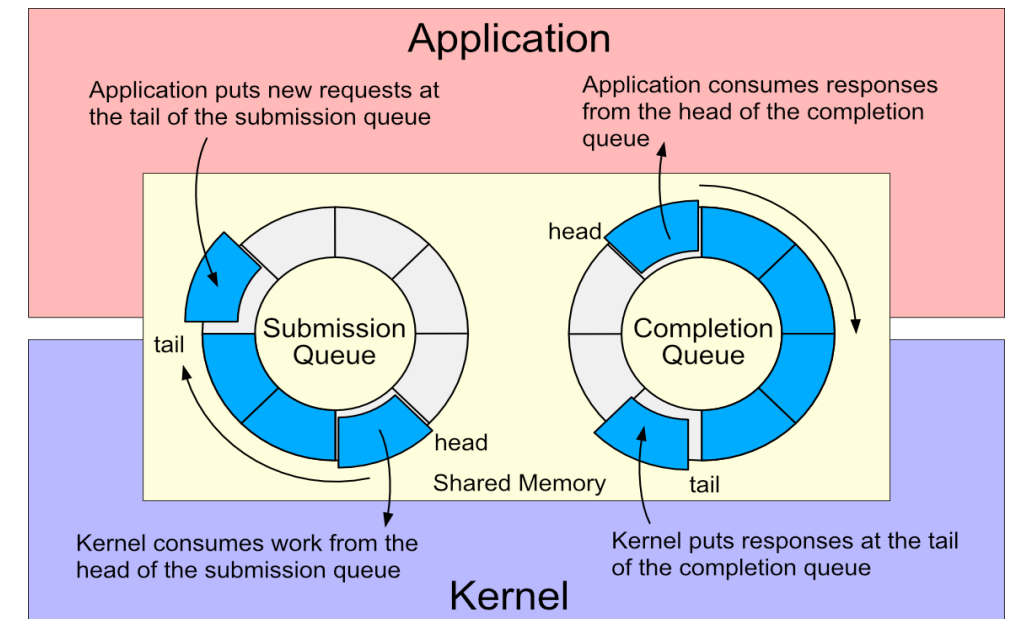 Application
Application puts new requests at
the tail of the submission queue
Application consumes responses
from the head of the completion
queue
head
Submission
Queue
tail
head
Completion
Queue
tail
Shared Memory
Kernel consumes work from the
head of the submission queue
Kernel puts responses at the tail
of the completion queue
Kernel